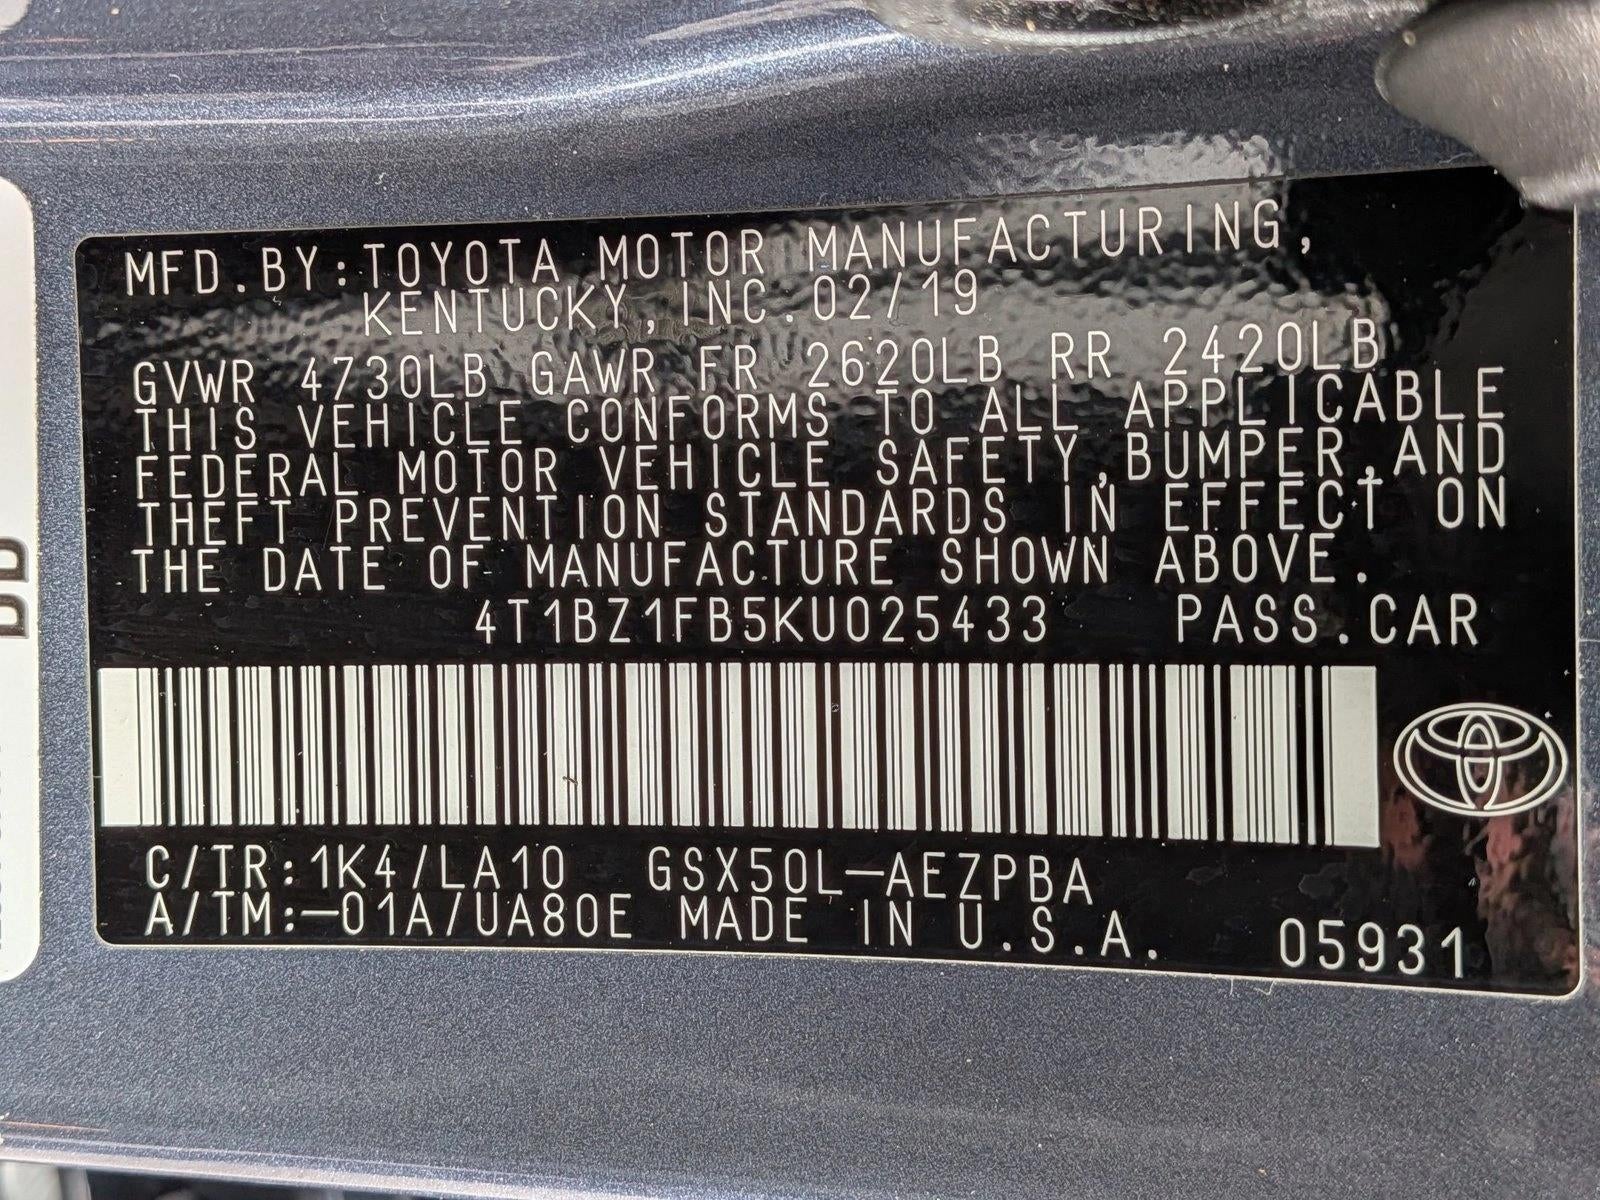 MFD.BY:TOYOTA MOTOR MANUFACTURING,
KENTUCKY, INC.02/19
GVWR 4730LB GAWR FR 2620LB RR 2420LB
THIS VEHICLE CONFORMS TO ALL APPLICABLE
FEDERAL MOTOR VEHICLE SAFETY,BUMPER,AND
THEFT PREVENTION STANDARDS IN EFFECT ON
THE DATE OF MANUFACTURE SHOWN ABOVE.
4T1BZ1FB5KU025433 PASS.CAR
C/TR:1K4/LA10 GSX50L-AEZPBA
A/TM:-01A/UA80E MADE IN U.S.A. 05931